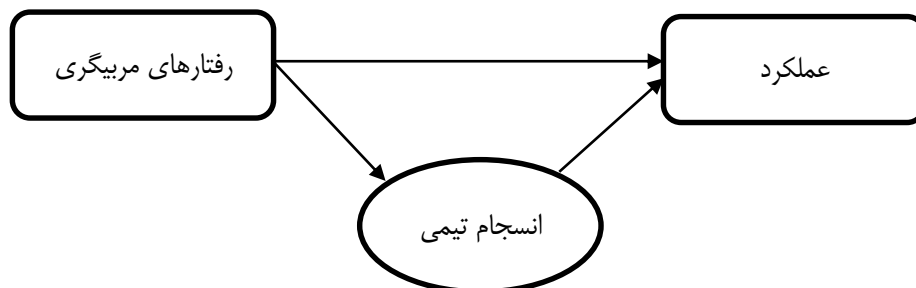 رفتارهای مربیگری
عملکرد
انسجام تیمی